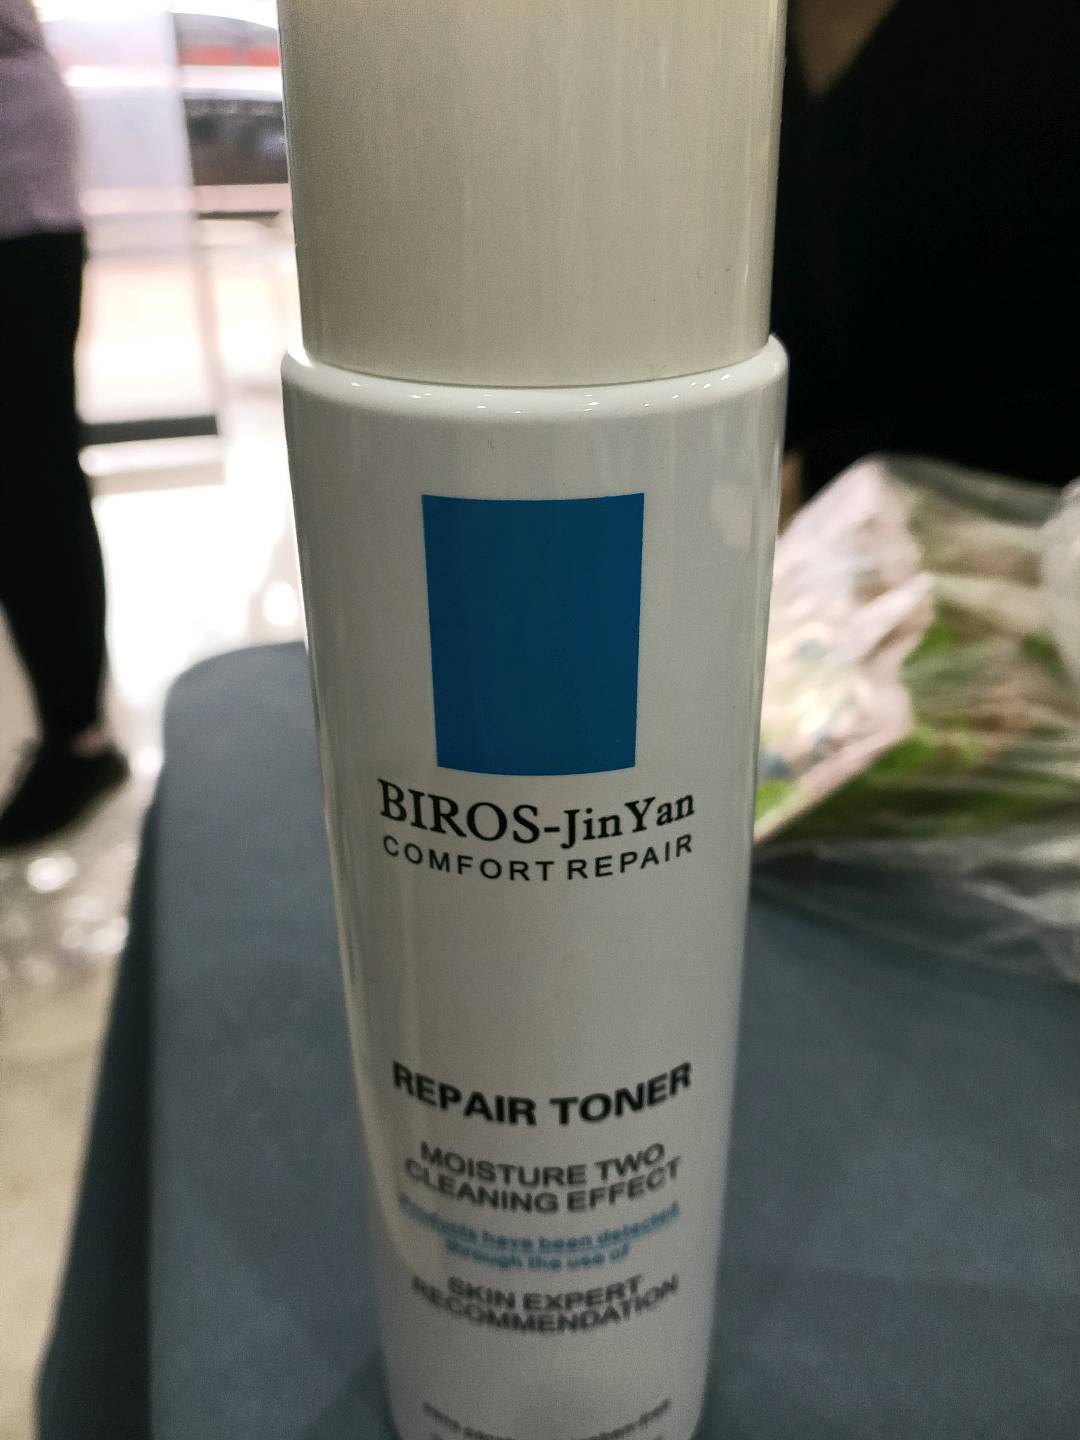 BIROS-JinYan
COMFORT REPAIR
REPAIR TONER
MOISTURE TWO
CLEANING EFFECT
Products have been detected
through the use of
SKIN EXPERT
RECOMMENDATION